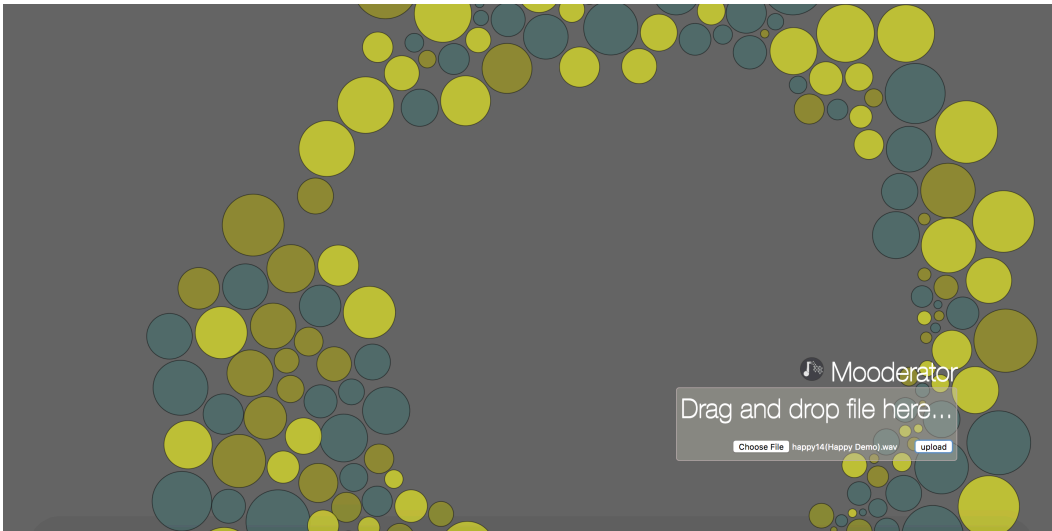 Mooderator
Drag and drop file here...
Choose File happy14(Happy Demo).wav upload